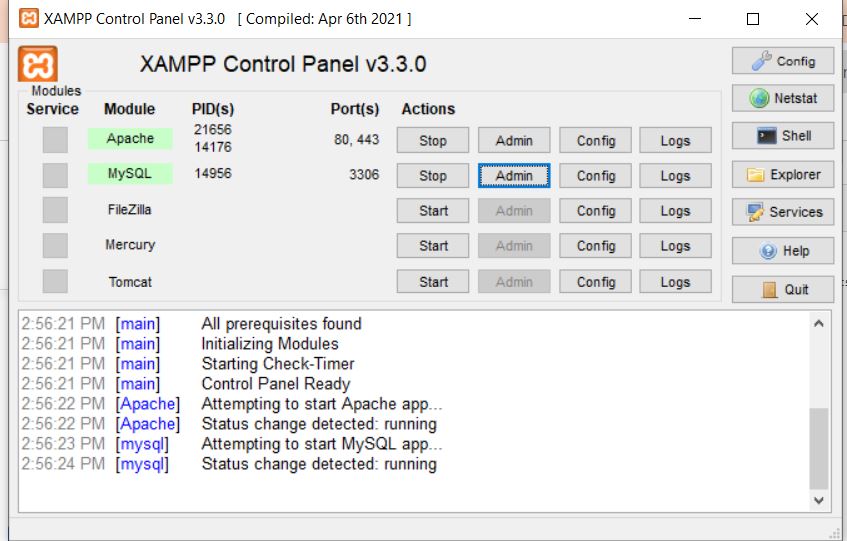 XAMPP Control Panel v3.3.0 [ Compiled: Apr 6th 2021 ]
XAMPP Control Panel v3.3.0
Config
Modules
Service Module PID(s) Port(s) Actions
Netstat
Apache 21656 14176 80, 443 Stop Admin Config Logs
Shell
MySQL 14956 3306 Stop Admin Config Logs
Explorer
FileZilla Start Admin Config Logs
Services
Mercury Start Admin Config Logs
Help
Tomcat Start Admin Config Logs
Quit
2:56:21 PM [main] All prerequisites found
2:56:21 PM [main] Initializing Modules
2:56:21 PM [main] Starting Check-Timer
2:56:21 PM [main] Control Panel Ready
2:56:22 PM [Apache] Attempting to start Apache app...
2:56:22 PM [Apache] Status change detected: running
2:56:23 PM [mysql] Attempting to start MySQL app...
2:56:24 PM [mysql] Status change detected: running